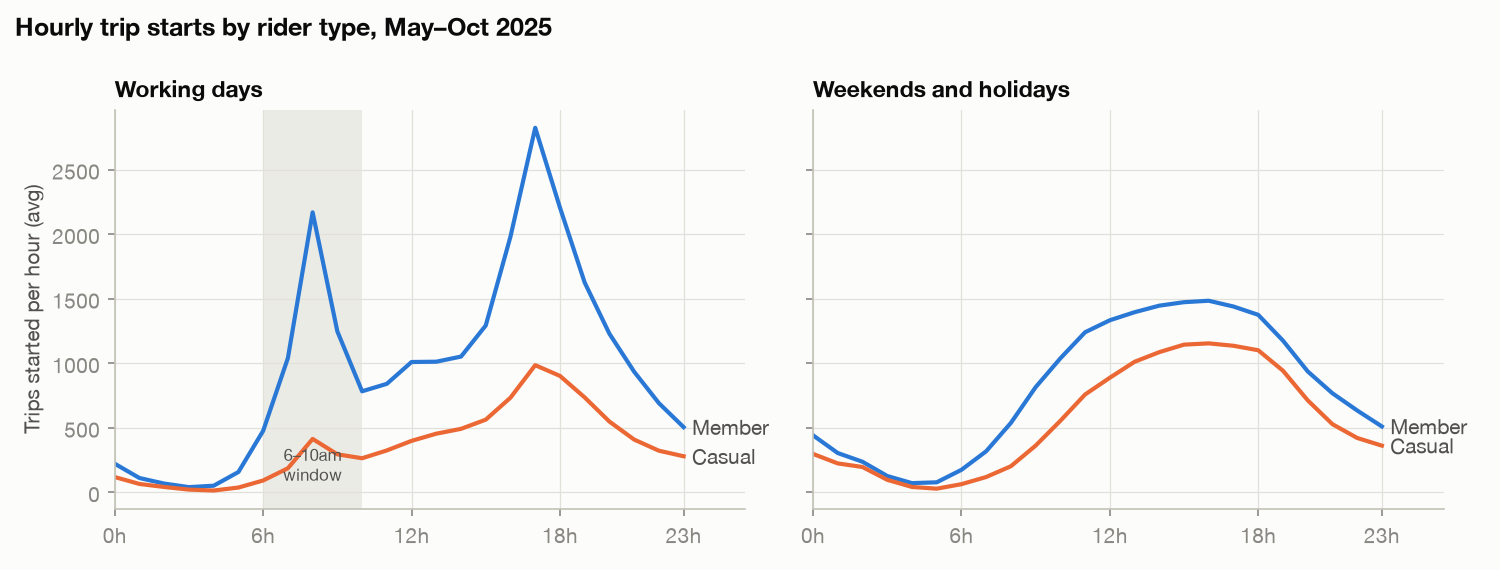 Hourly trip starts by rider type, May–Oct 2025
Working days
Trips started per hour (avg)
2500
2000
1500
1000
500
0
6–10am
window
Member
Casual
0h
6h
12h
18h
23h
Weekends and holidays
Member
Casual
0h
6h
12h
18h
23h